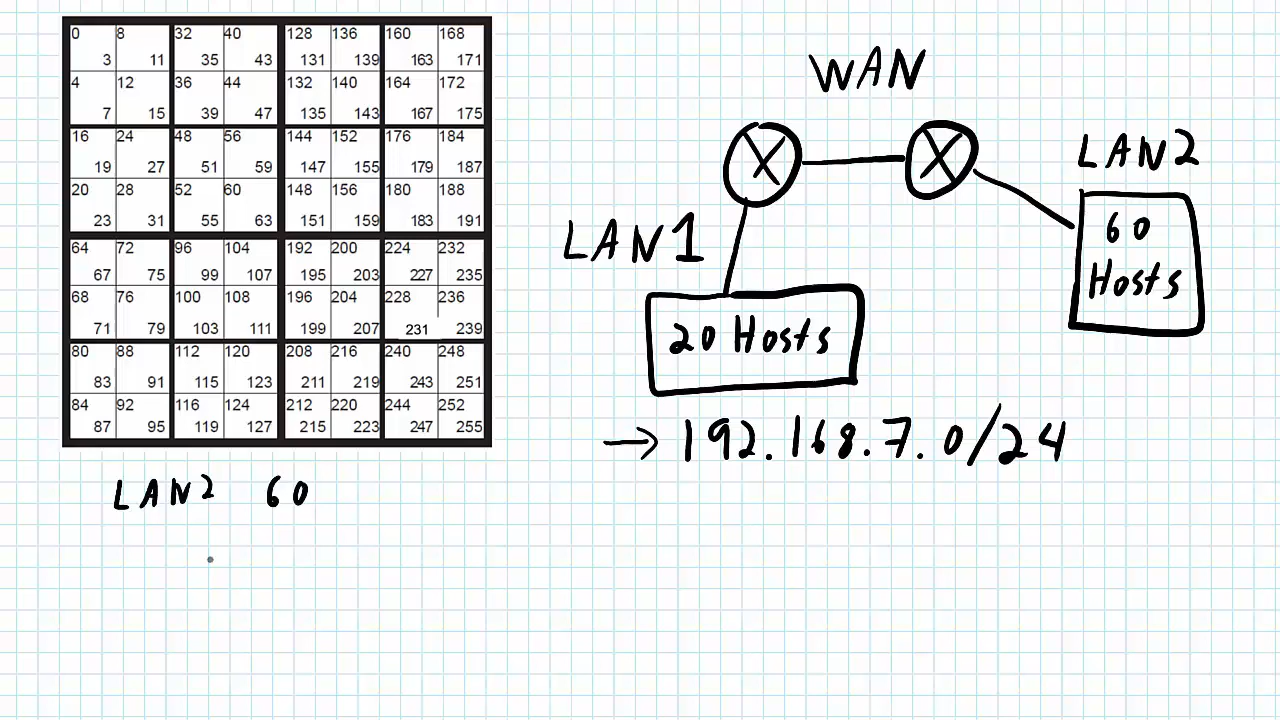 0 8 32 40 128 136 160 168
3 11 35 43 131 139 163 171
4 12 36 44 132 140 164 172
7 15 39 47 135 143 167 175
16 24 48 56 144 152 176 184
19 27 51 59 147 155 179 187
20 28 52 60 148 156 180 188
23 31 55 63 151 159 183 191
64 72 96 104 192 200 224 232
67 75 99 107 195 203 227 235
68 76 100 108 196 204 228 236
71 79 103 111 199 207 231 239
80 88 112 120 208 216 240 248
83 91 115 123 211 219 243 251
84 92 116 124 212 220 244 252
87 95 119 127 215 223 247 255
LAN2 60
WAN
LAN2
60
Hosts
LAN1
20 Hosts
→ 192.168.7.0/24